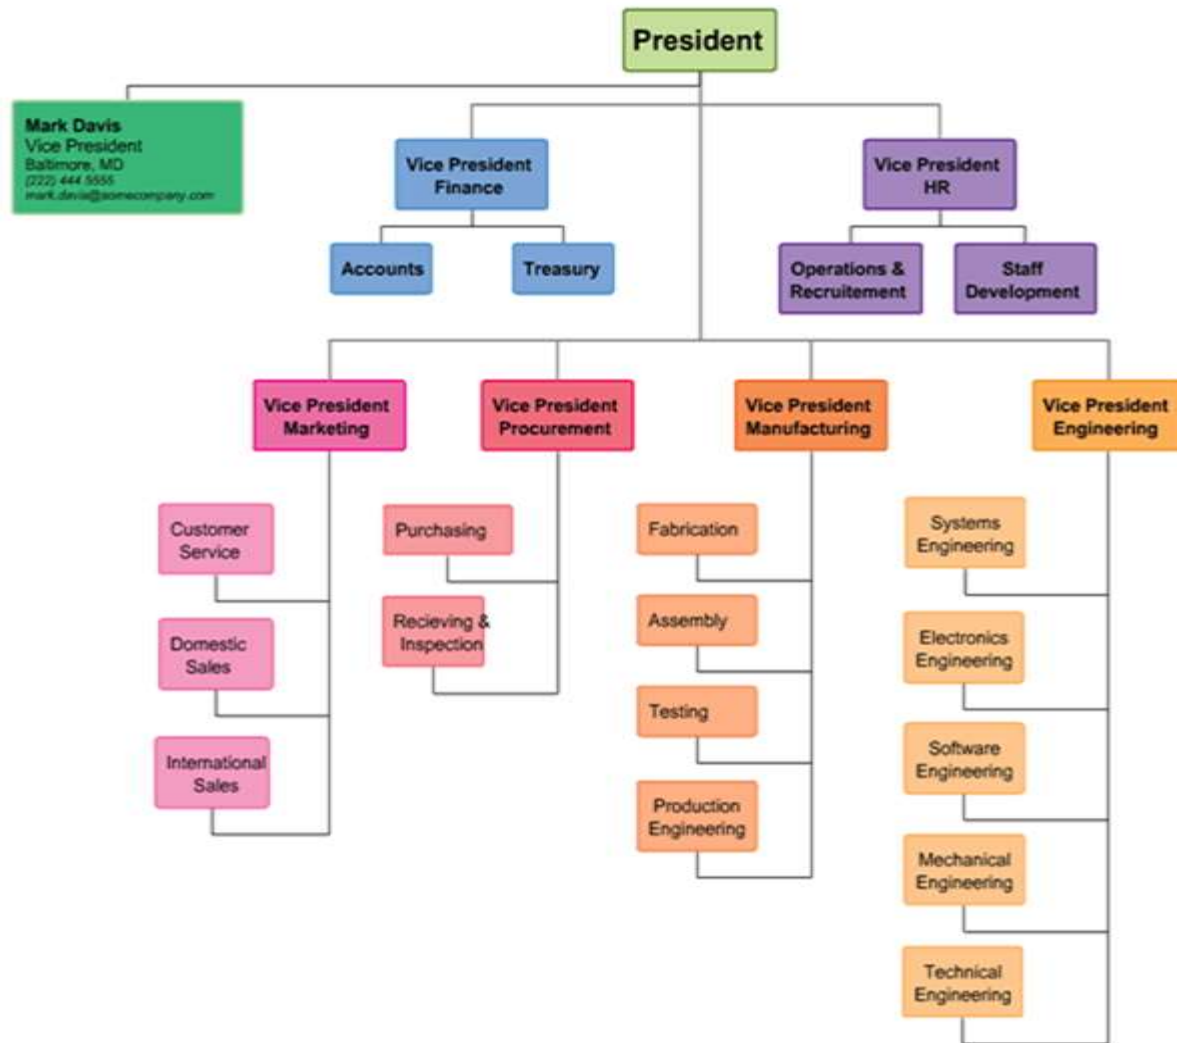 President
Mark Davis
Vice President
Baltimore, MD
(222) 444 5555
mark.davis@somecompany.com
Vice President
Finance
Vice President
HR
Accounts
Treasury
Operations &
Recruitement
Staff
Development
Vice President
Marketing
Vice President
Procurement
Vice President
Manufacturing
Vice President
Engineering
Customer
Service
Domestic
Sales
International
Sales
Purchasing
Recieving &
Inspection
Fabrication
Assembly
Testing
Production
Engineering
Systems
Engineering
Electronics
Engineering
Software
Engineering
Mechanical
Engineering
Technical
Engineering